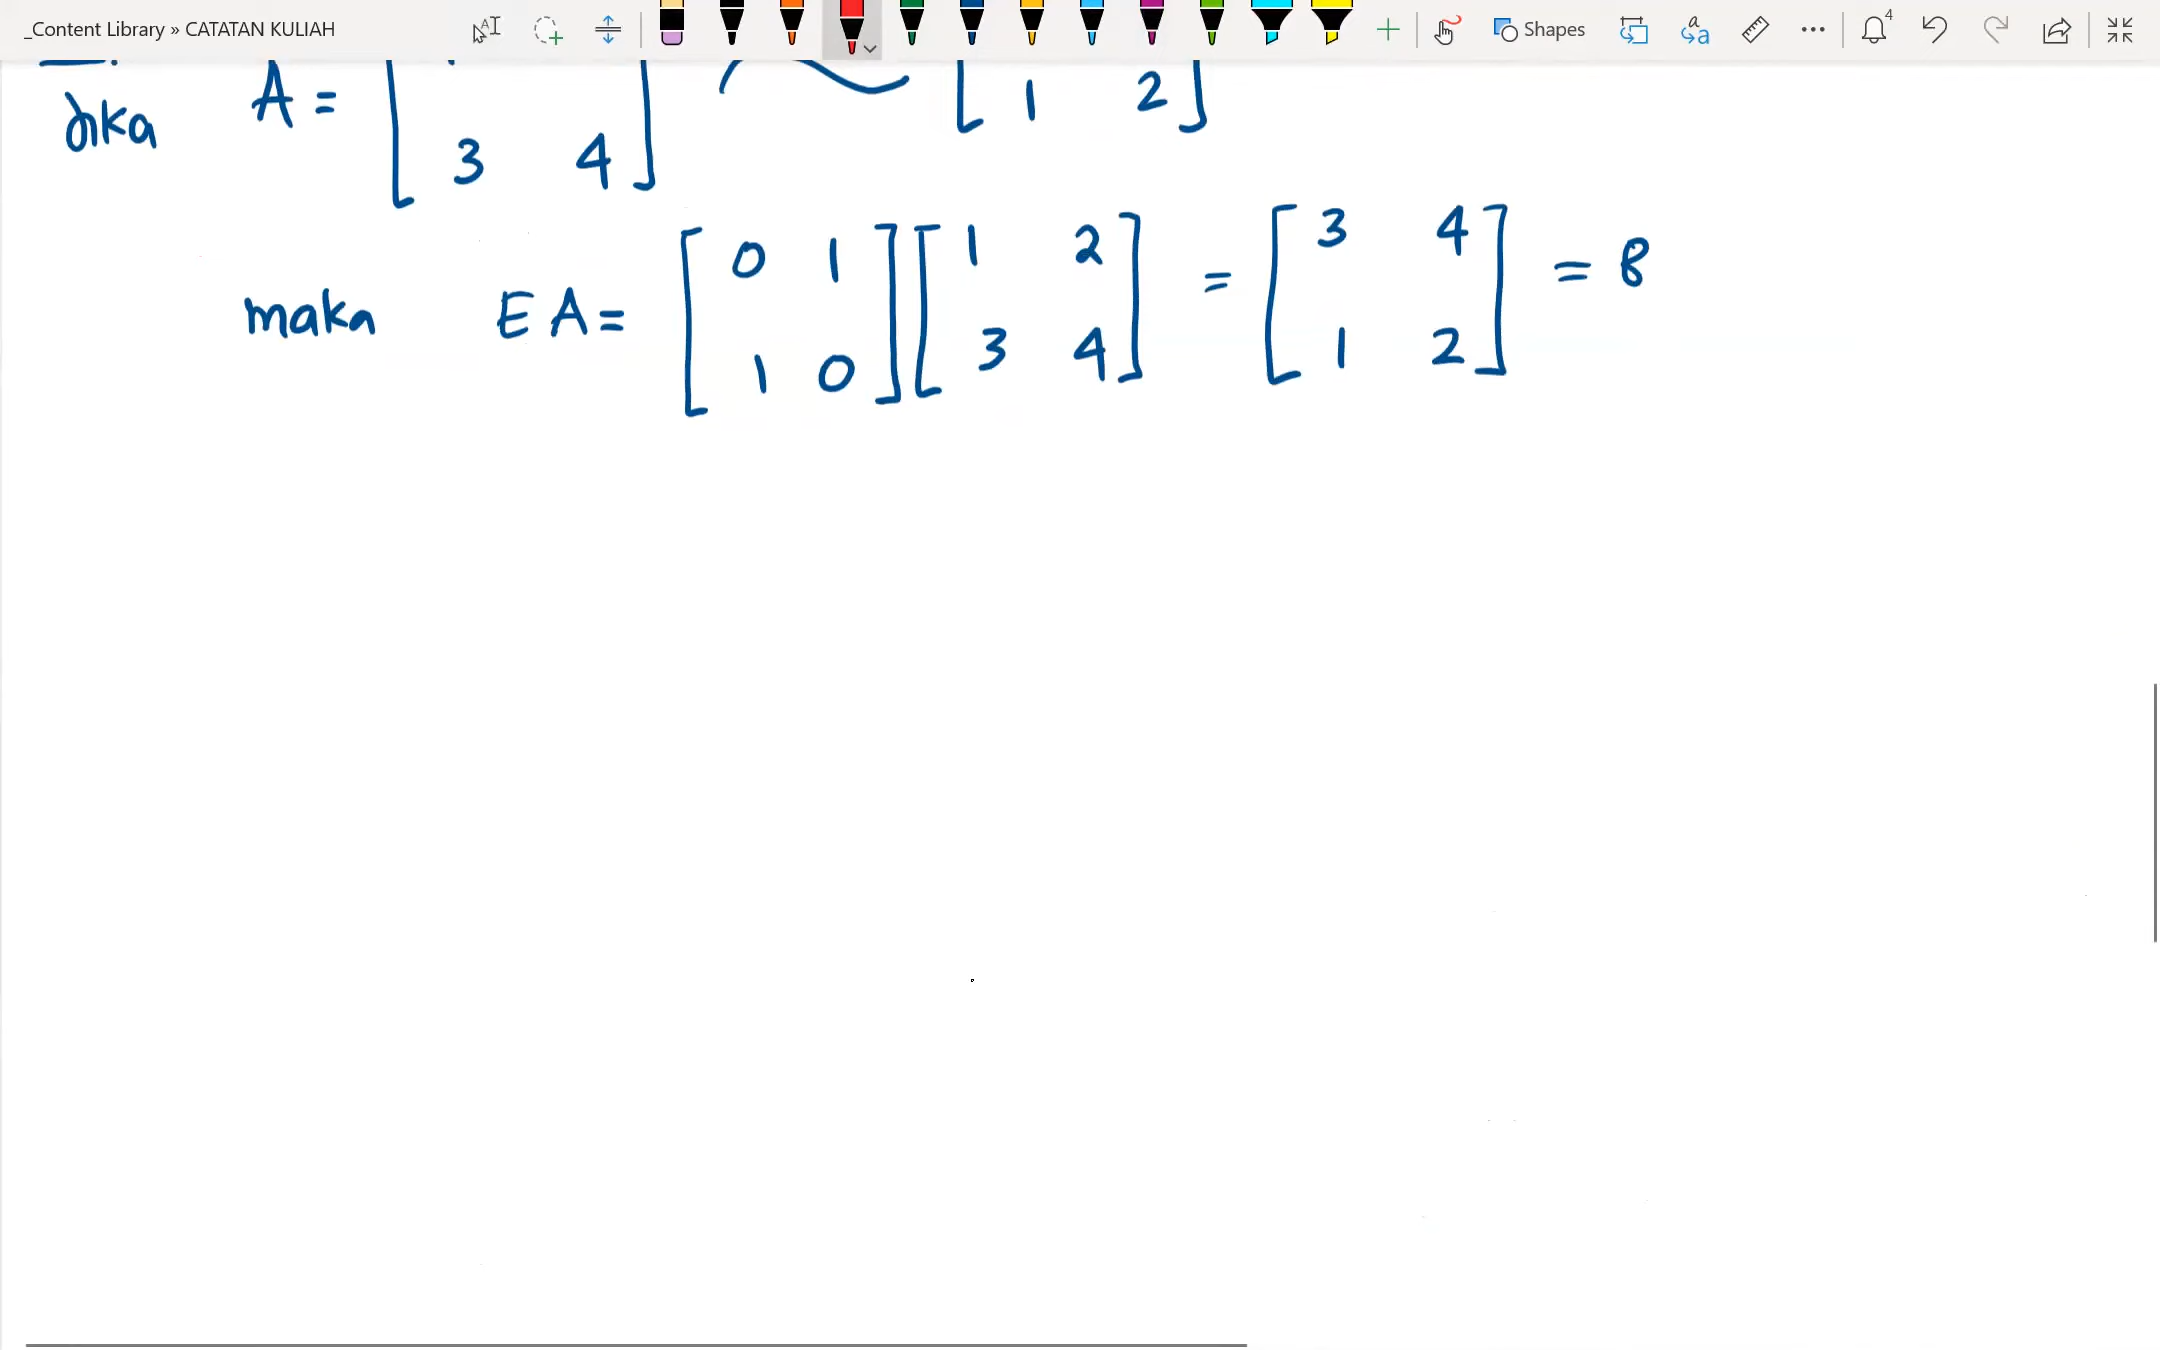 _Content Library » CATATAN KULIAH
Shapes
4
Jika A = [ 3 4 ] [ 1 2 ]
maka EA = [ 0 1 ] [ 1 2 ] = [ 3 4 ] = B
[ 1 0 ] [ 3 4 ] [ 1 2 ]